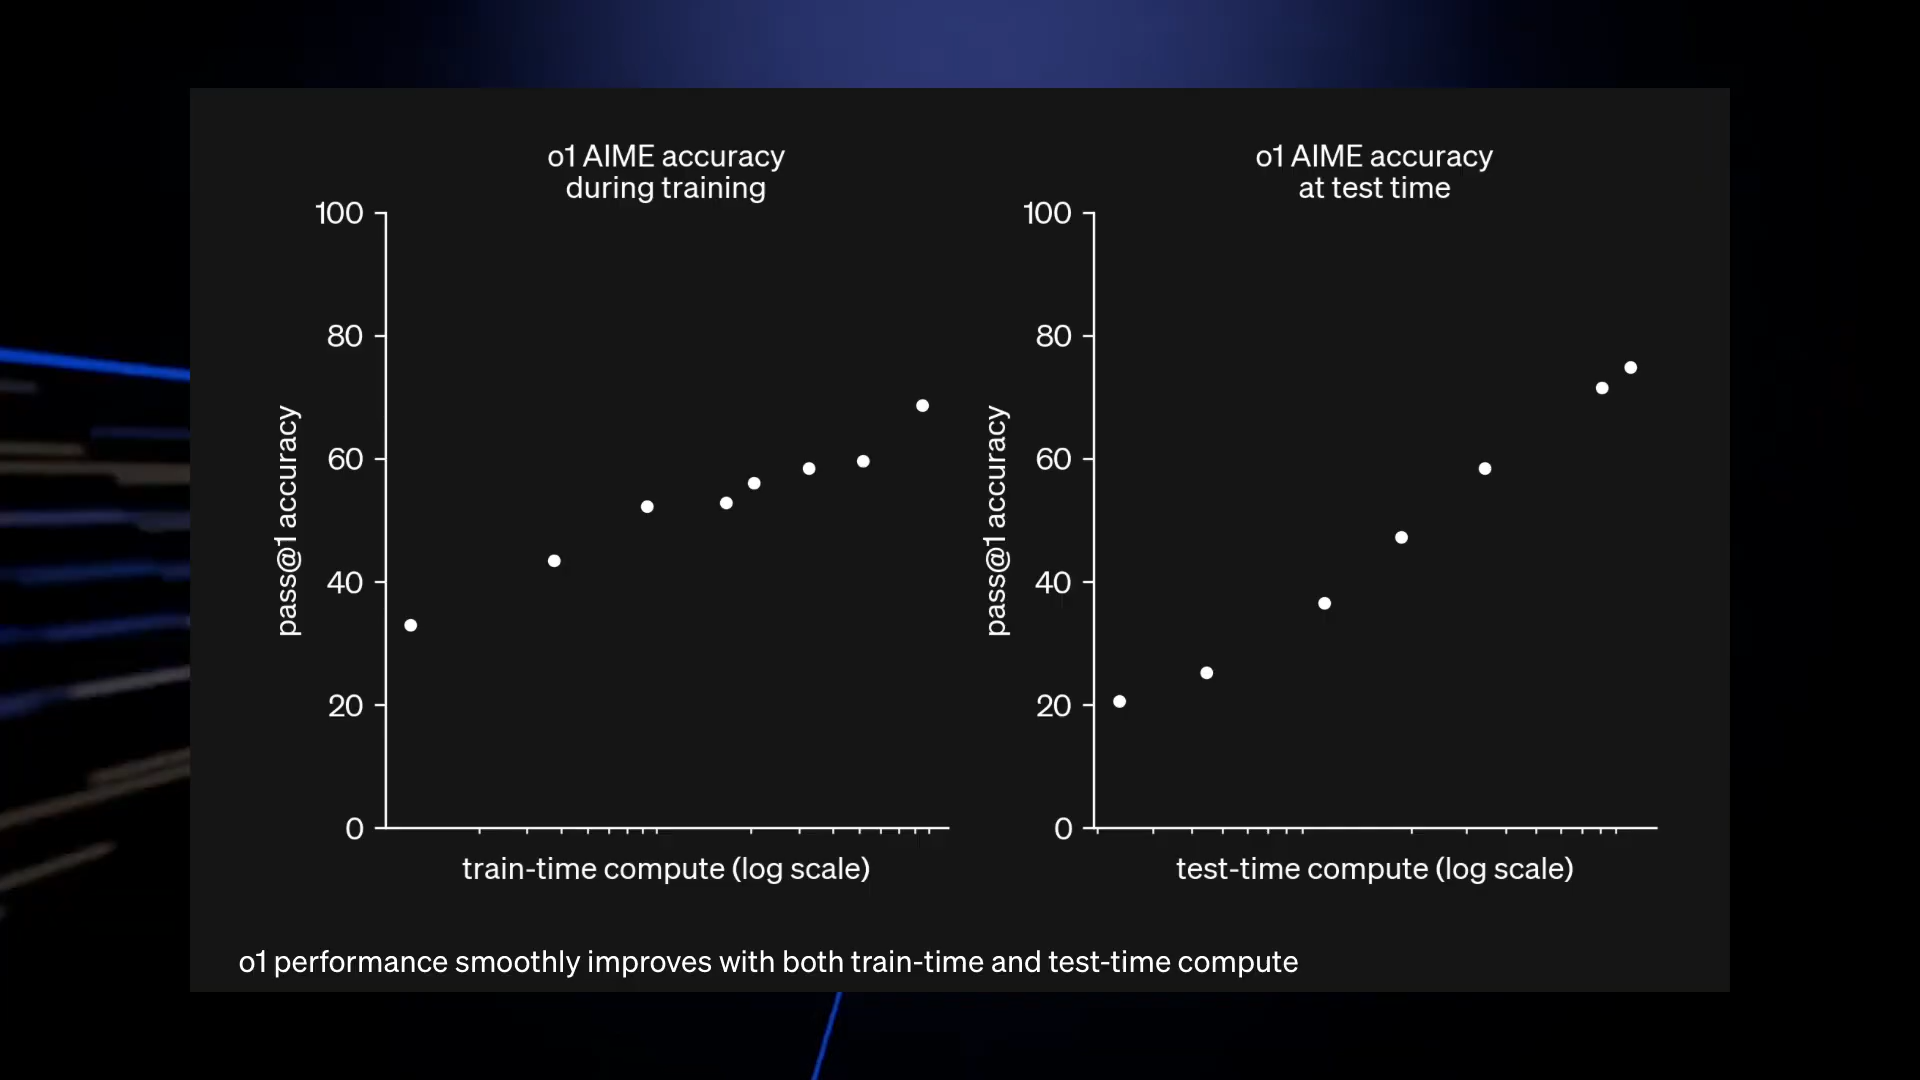 o1 AIME accuracy
during training
100
80
60
40
20
0
pass@1 accuracy
train-time compute (log scale)
o1 AIME accuracy
at test time
100
80
60
40
20
0
pass@1 accuracy
test-time compute (log scale)
o1 performance smoothly improves with both train-time and test-time compute